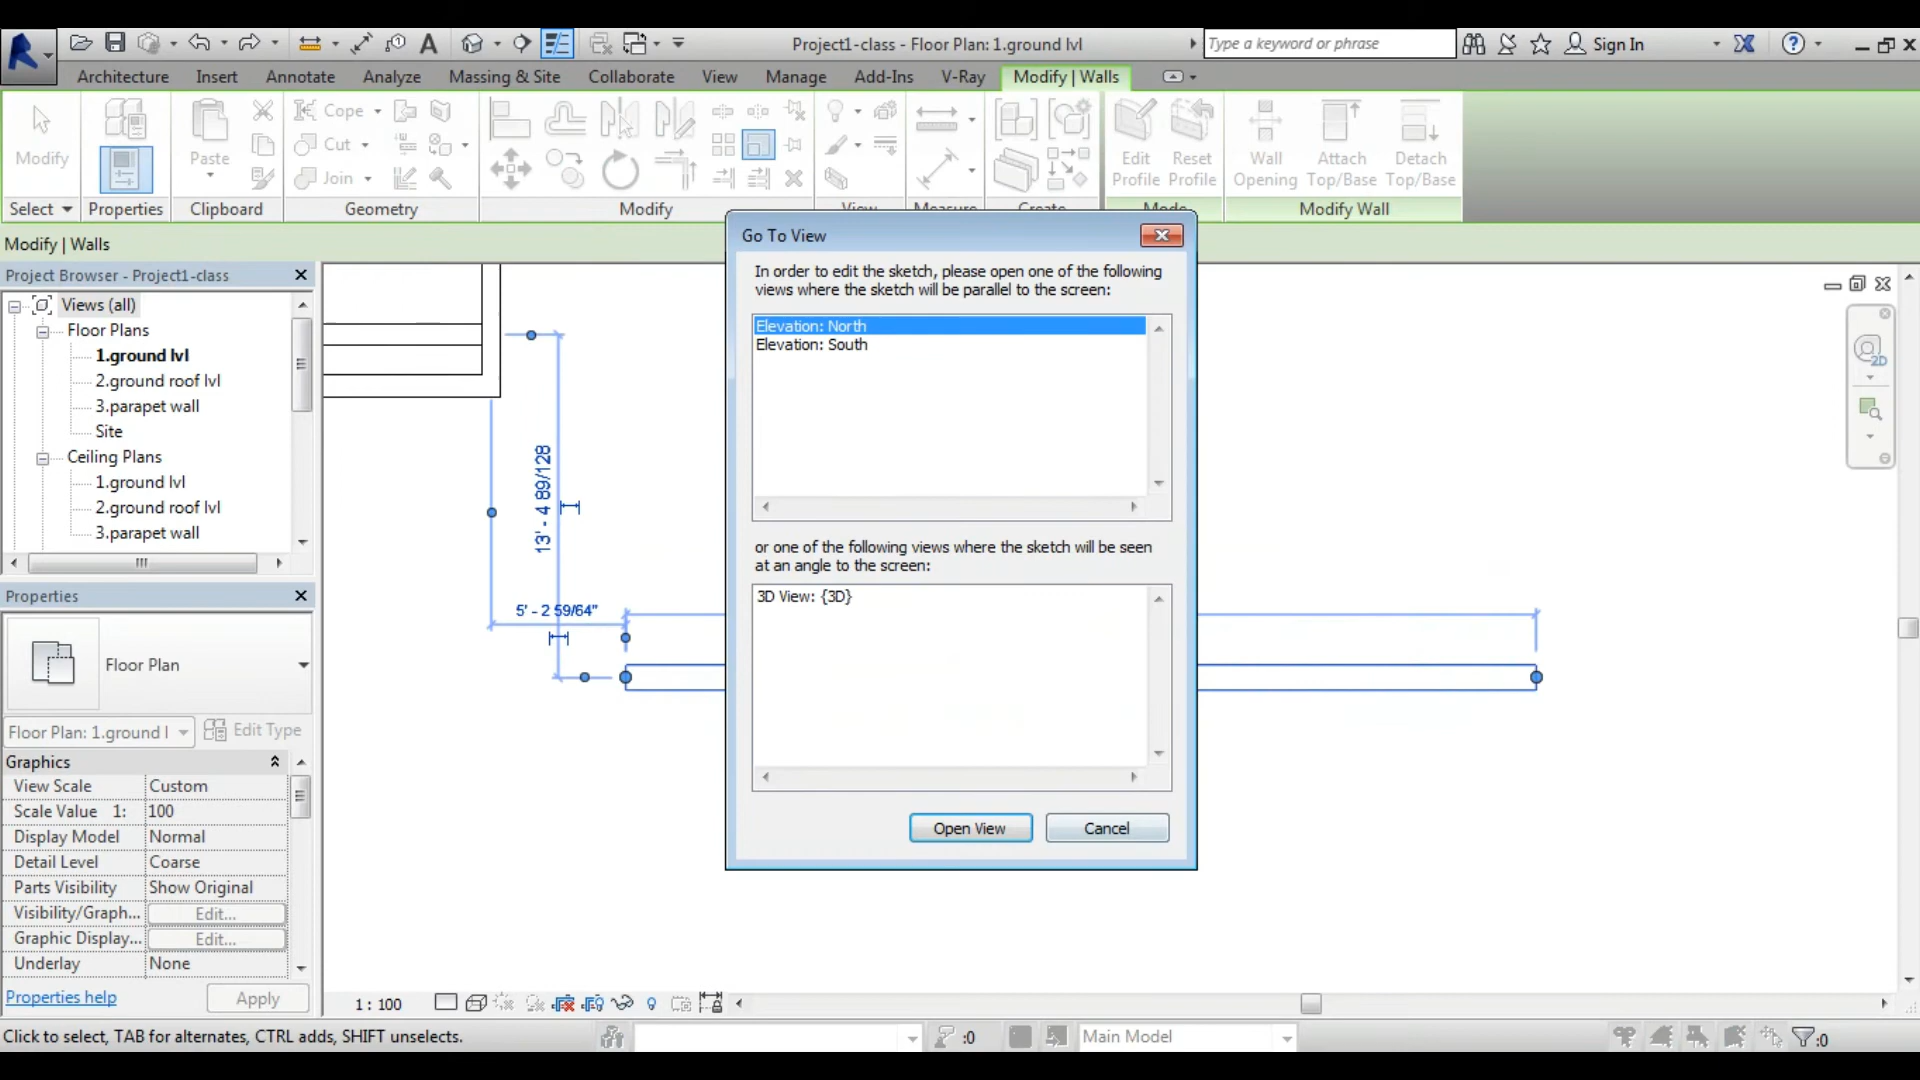 Project1-class - Floor Plan: 1.ground lvl
Type a keyword or phrase
Sign In
Architecture
Insert
Annotate
Analyze
Massing & Site
Collaborate
View
Manage
Add-Ins
V-Ray
Modify | Walls
Modify
Paste
Cope
Cut
Join
Edit
Profile
Reset
Profile
Wall
Opening
Attach
Top/Base
Detach
Top/Base
Select
Properties
Clipboard
Geometry
Modify
View
Measure
Create
Mode
Modify Wall
Modify | Walls
Project Browser - Project1-class
Views (all)
Floor Plans
1.ground lvl
2.ground roof lvl
3.parapet wall
Site
Ceiling Plans
1.ground lvl
2.ground roof lvl
3.parapet wall
Properties
Floor Plan
Floor Plan: 1.ground l
Edit Type
Graphics
View Scale Custom
Scale Value 1: 100
Display Model Normal
Detail Level Coarse
Parts Visibility Show Original
Visibility/Graph... Edit...
Graphic Display... Edit...
Underlay None
Properties help
Apply
13' - 4 89/128
5' - 2 59/64"
2D
Go To View
In order to edit the sketch, please open one of the following
views where the sketch will be parallel to the screen:
Elevation: North
Elevation: South
or one of the following views where the sketch will be seen
at an angle to the screen:
3D View: {3D}
Open View
Cancel
1 : 100
Click to select, TAB for alternates, CTRL adds, SHIFT unselects.
:0
Main Model
:0